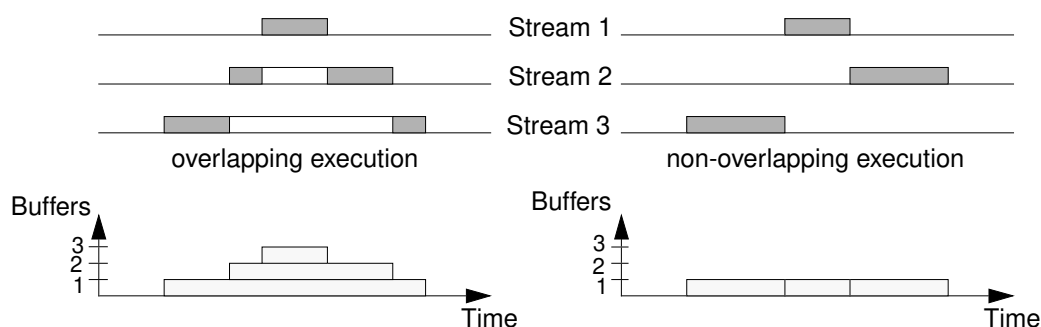 Stream 1
Stream 2
Stream 3
overlapping execution
non-overlapping execution
Buffers
3
2
1
Time
Buffers
3
2
1
Time